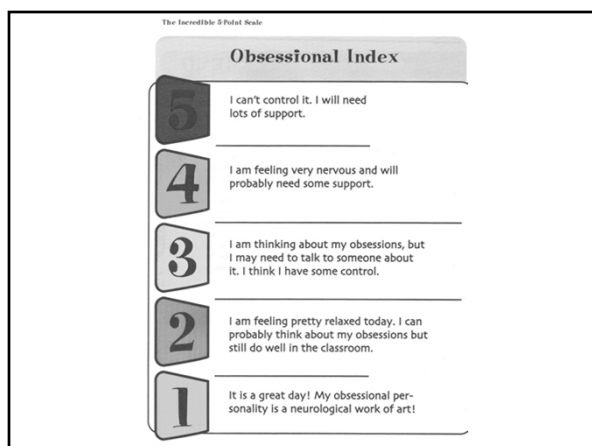 The Incredible 5-Point Scale
Obsessional Index
5
I can't control it. I will need
lots of support.
4
I am feeling very nervous and will
probably need some support.
3
I am thinking about my obsessions, but
I may need to talk to someone about
it. I think I have some control.
2
I am feeling pretty relaxed today. I can
probably think about my obsessions but
still do well in the classroom.
1
It is a great day! My obsessional per-
sonality is a neurological work of art!